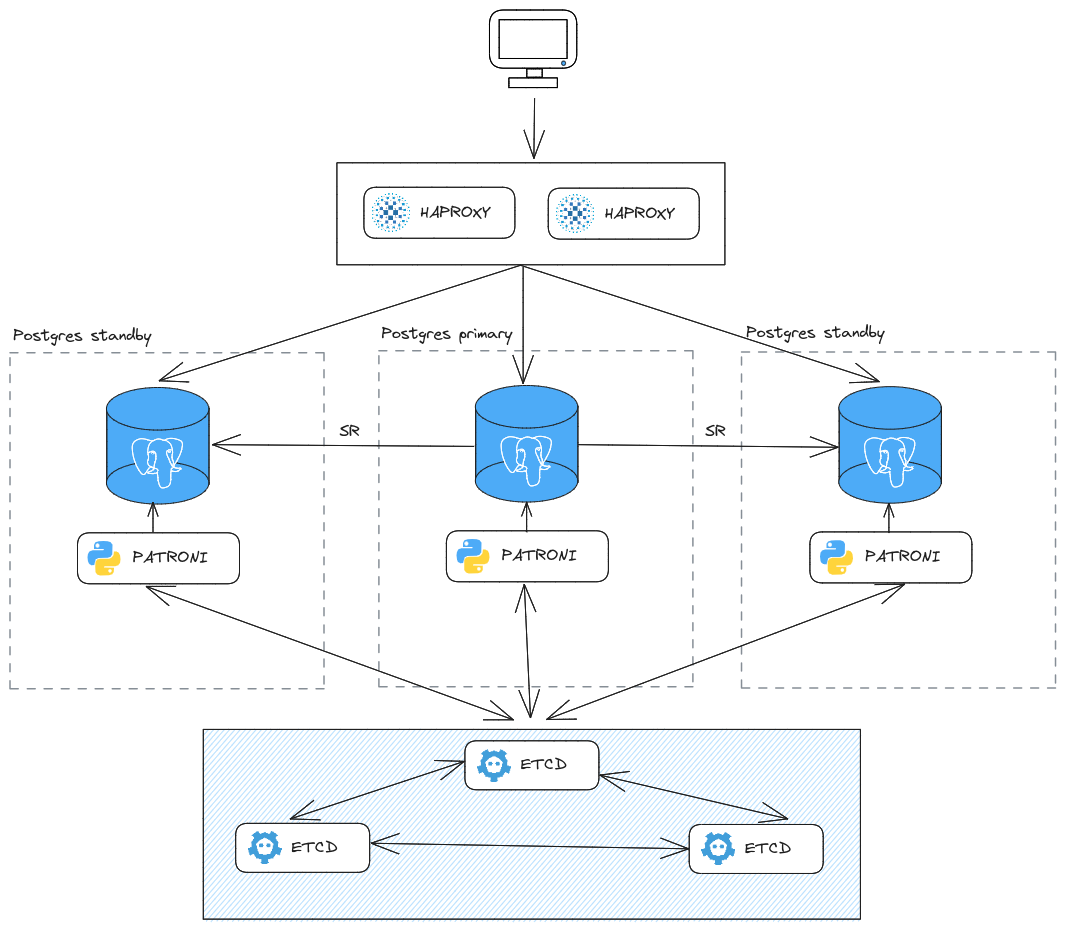 HAPROXY
HAPROXY
Postgres standby
Postgres primary
Postgres standby
SR
SR
PATRONI
PATRONI
PATRONI
ETCD
ETCD
ETCD